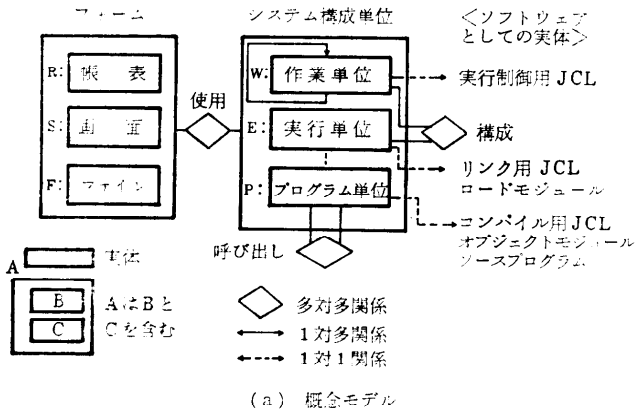 フォーム
システム構成単位
<ソフトウェア
としての実体>
R: 帳表
S: 画面
F: ファイル
使用
W: 作業単位
E: 実行単位
P: プログラム単位
呼び出し
構成
実行制御用JCL
リンク用JCL
ロードモジュール
コンパイル用JCL
オブジェクトモジュール
ソースプログラム
実体
A
B
C
AはBと
Cを含む
多対多関係
1対多関係
1対1関係
(a) 概念モデル